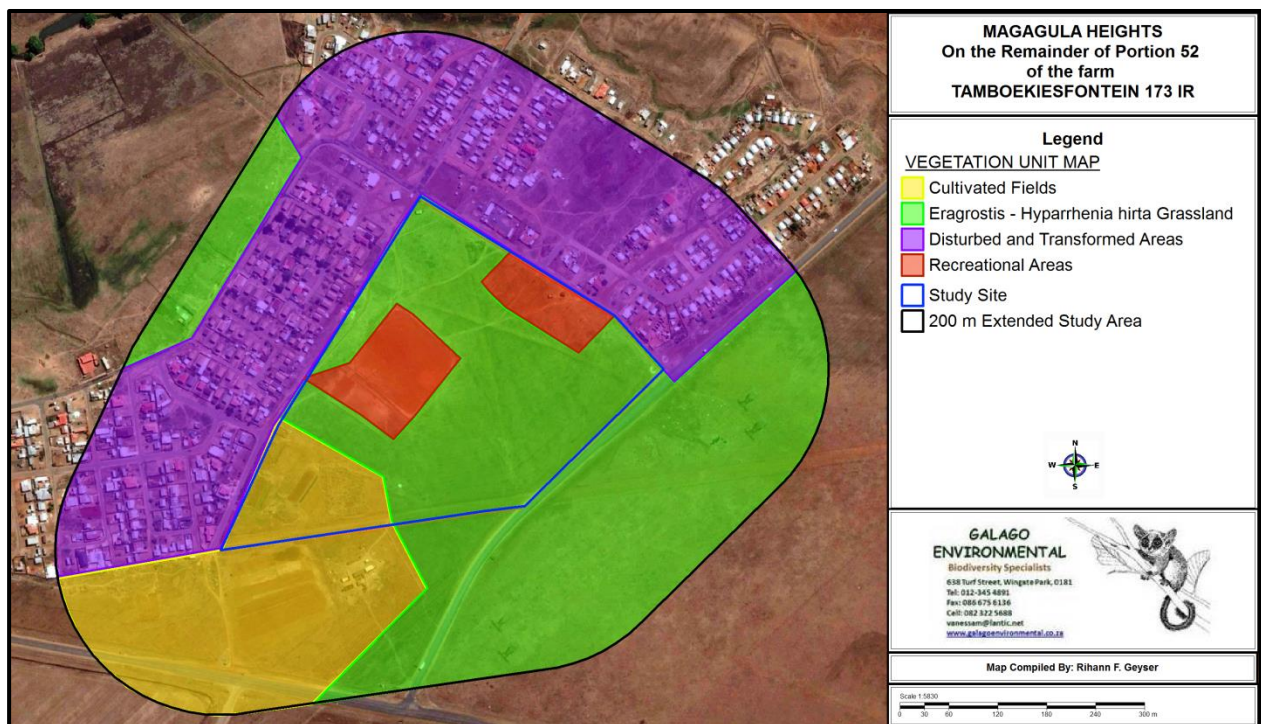 MAGAGULA HEIGHTS
On the Remainder of Portion 52
of the farm
TAMBOEKIESFONTEIN 173 IR
Legend
VEGETATION UNIT MAP
Cultivated Fields
Eragrostis - Hyparrhenia hirta Grassland
Disturbed and Transformed Areas
Recreational Areas
Study Site
200 m Extended Study Area
N
W E
S
GALAGO
ENVIRONMENTAL
Biodiversity Specialists
638 Turf Street, Wingate Park, 0181
Tel: 012-345 4891
Fax: 086 675 6136
Cell: 082 322 5688
vanessam@lantic.net
www.galagoenvironmental.co.za
Map Compiled By: Rihann F. Geyser
Scale 1:5830
0 30 60 120 180 240 300 m